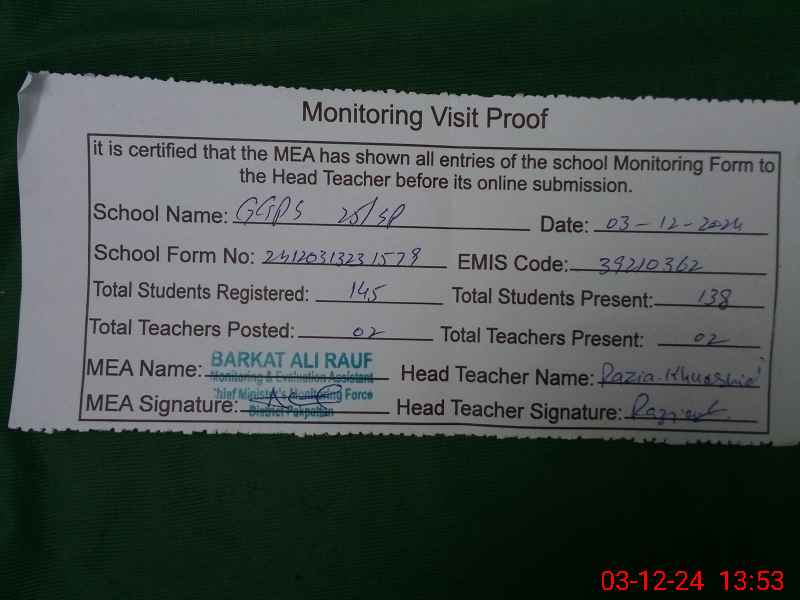 Monitoring Visit Proof
it is certified that the MEA has shown all entries of the school Monitoring Form to
the Head Teacher before its online submission.
School Name: GGPS 25/SP Date: 03-12-2024
School Form No: 24120313231578 EMIS Code: 39210362
Total Students Registered: 145 Total Students Present: 138
Total Teachers Posted: 02 Total Teachers Present: 02
MEA Name: BARKAT ALI RAUF Head Teacher Name: Razia Khurshid
Monitoring & Evaluation Assistant
Chief Minister's Monitoring Force
MEA Signature: Head Teacher Signature:
District Pakpattan
03-12-24 13:53